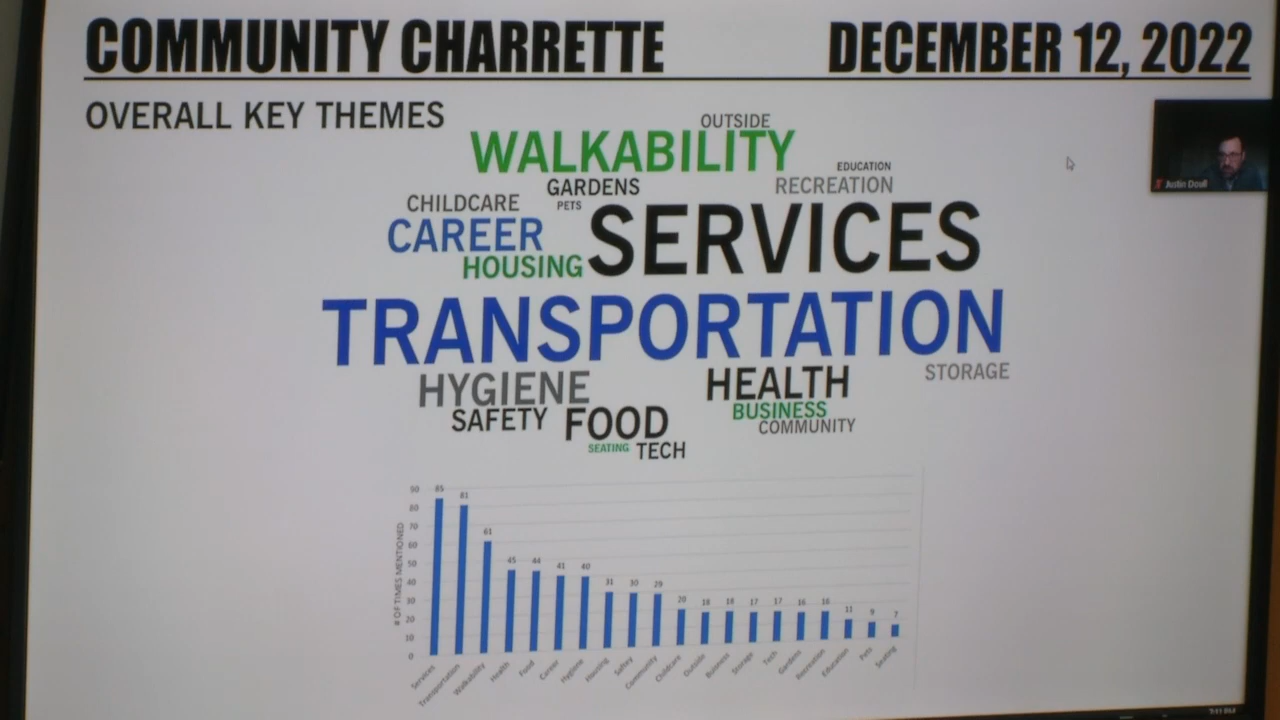 COMMUNITY CHARRETTE DECEMBER 12, 2022
OVERALL KEY THEMES
OUTSIDE
WALKABILITY
EDUCATION
GARDENS RECREATION
CHILDCARE PETS
CAREER SERVICES
HOUSING
TRANSPORTATION
HYGIENE HEALTH STORAGE
SAFETY FOOD BUSINESS
COMMUNITY
SEATING TECH
Justin Doull
# OF TIMES MENTIONED
90
80
70
60
50
40
30
20
10
0
85 81 61 45 44 41 40 31 30 29 20 18 18 17 17 16 16 11 9 7
Services Transportation Walkability Health Food Career Hygiene Housing Saftey Community Childcare Outside Business Storage Tech Gardens Recreation Education Pets Seating